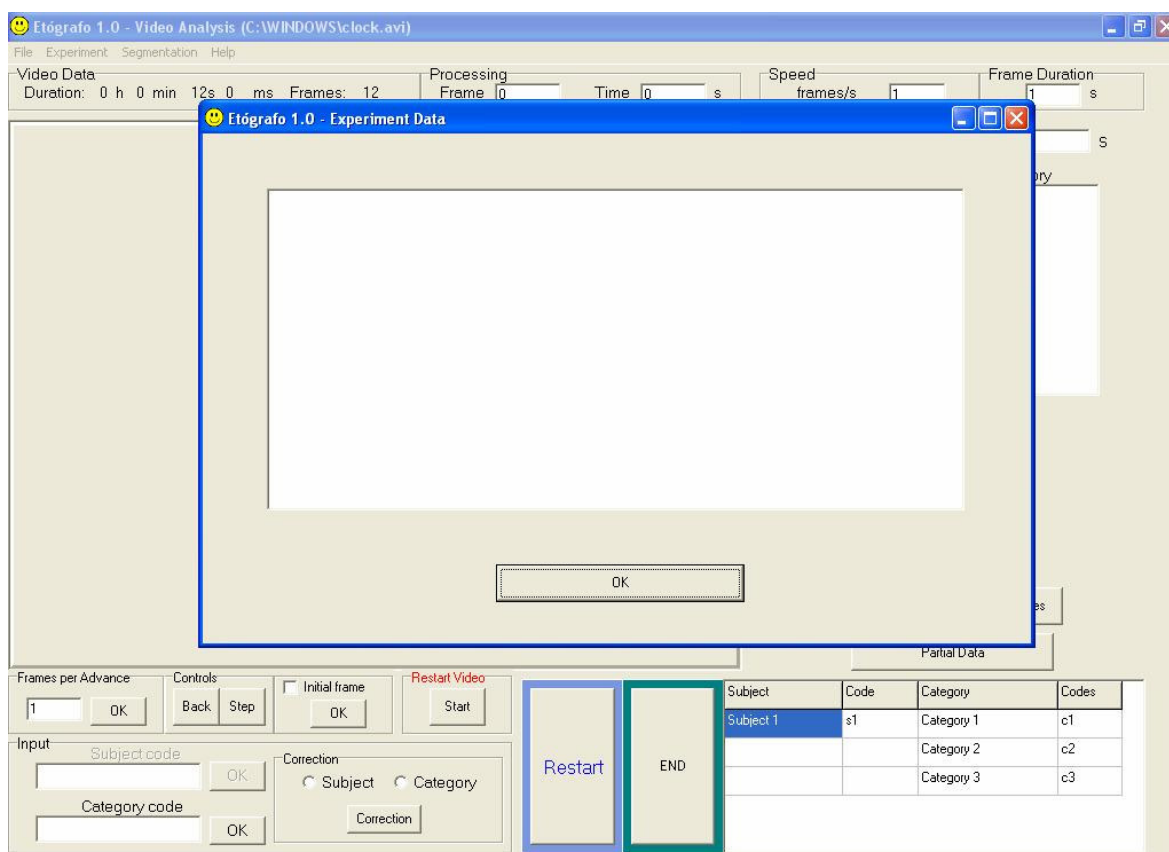 Etógrafo 1.0 - Video Analysis (C:\WINDOWS\clock.avi)
File Experiment Segmentation Help
Video Data Processing Speed Frame Duration
Duration: 0 h 0 min 12s 0 ms Frames: 12 Frame 0 Time 0 s frames/s 1 1 s
Etógrafo 1.0 - Experiment Data
S
OK
Partial Data
Frames per Advance Controls Initial frame Restart Video
1 OK Back Step OK Start
Subject Code Category Codes
Subject 1 s1 Category 1 c1
Category 2 c2
Category 3 c3
Input
Subject code
OK
Category code
OK
Correction
Subject Category
Correction
Restart END